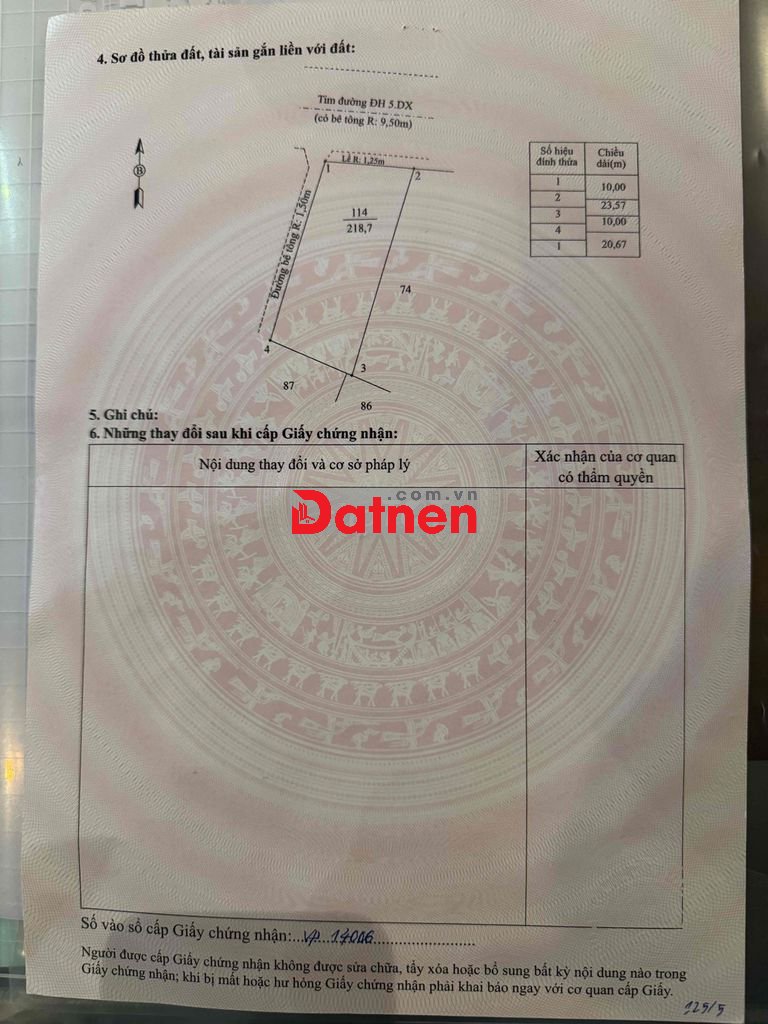 4. Sơ đồ thửa đất, tài sản gắn liền với đất:
Tim đường ĐH 5.DX
(có bê tông R: 9,50m)
B
Lề R: 1,25m
1
2
Đường bê tông R: 1,50m
114
218,7
74
4
3
87
86
Số hiệu đỉnh thửa
Chiều dài(m)
1
10,00
2
23,57
3
10,00
4
20,67
1
5. Ghi chú:
6. Những thay đổi sau khi cấp Giấy chứng nhận:
Nội dung thay đổi và cơ sở pháp lý
Xác nhận của cơ quan
có thẩm quyền
.com.vn
Datnen
Số vào sổ cấp Giấy chứng nhận:
Người được cấp Giấy chứng nhận không được sửa chữa, tẩy xóa hoặc bổ sung bất kỳ nội dung nào trong
Giấy chứng nhận; khi bị mất hoặc hư hỏng Giấy chứng nhận phải khai báo ngay với cơ quan cấp Giấy.
125/5